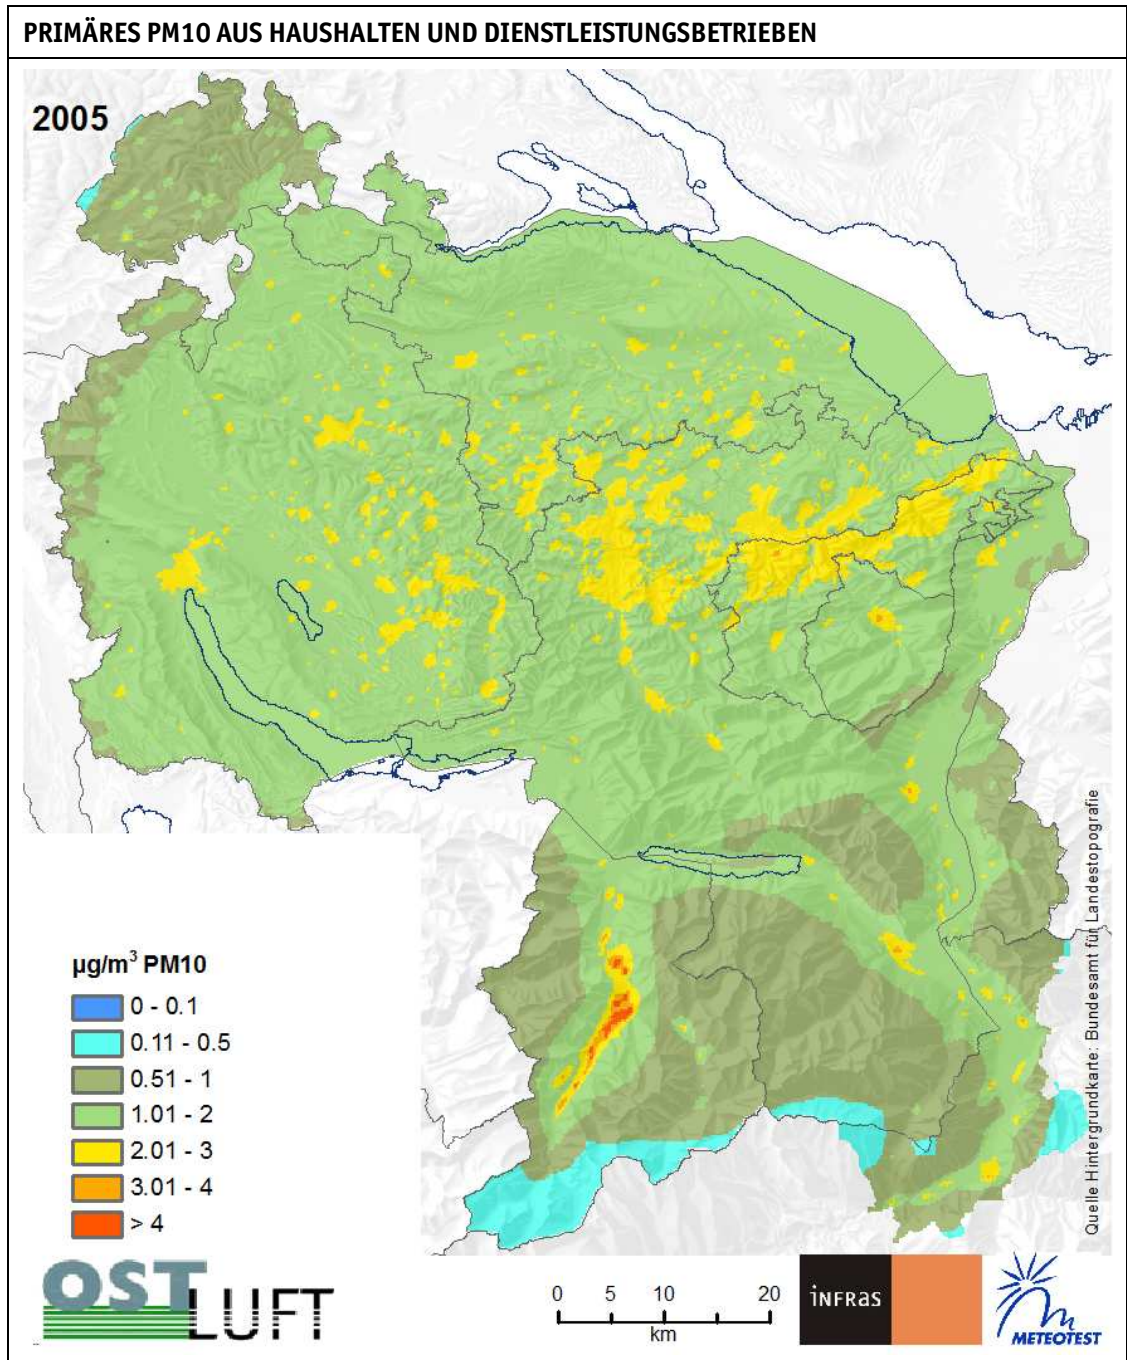 PRIMÄRES PM10 AUS HAUSHALTEN UND DIENSTLEISTUNGSBETRIEBEN
2005
µg/m³ PM10
0 - 0.1
0.11 - 0.5
0.51 - 1
1.01 - 2
2.01 - 3
3.01 - 4
> 4
Quelle Hintergrundkarte: Bundesamt für Landestopografie
OST
LUFT
0 5 10 20
km
iNFRAS
METEOTEST